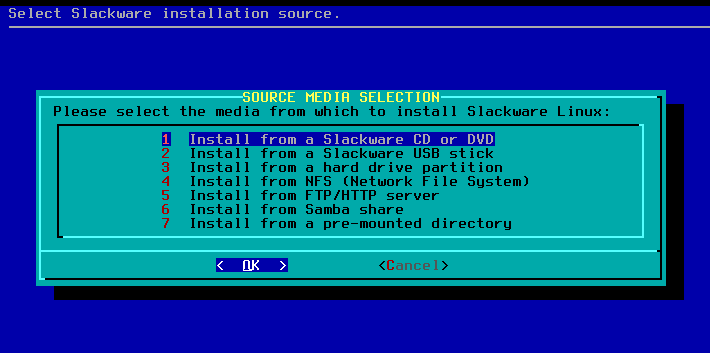 Select Slackware installation source.
SOURCE MEDIA SELECTION
Please select the media from which to install Slackware Linux:
1 Install from a Slackware CD or DVD
2 Install from a Slackware USB stick
3 Install from a hard drive partition
4 Install from NFS (Network File System)
5 Install from FTP/HTTP server
6 Install from Samba share
7 Install from a pre-mounted directory
< OK > <Cancel>